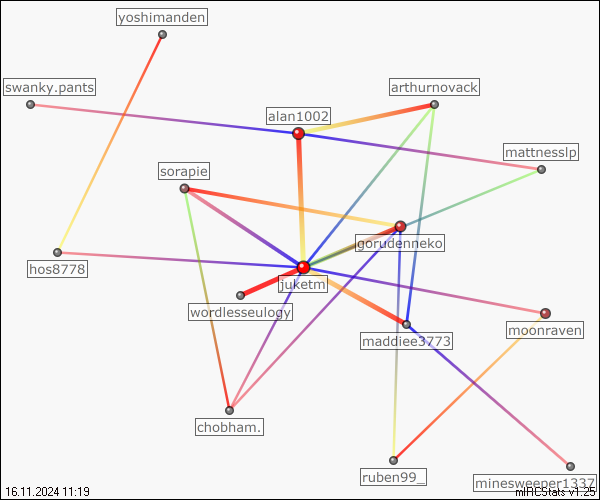 yoshimanden
swanky.pants
arthurnovack
alan1002
mattnesslp
sorapie
gorudenneko
hos8778
juketm
wordlesseulogy
moonraven
maddiee3773
chobham.
ruben99_
minesweeper1337
16.11.2024 11:19
mIRCStats v1.25